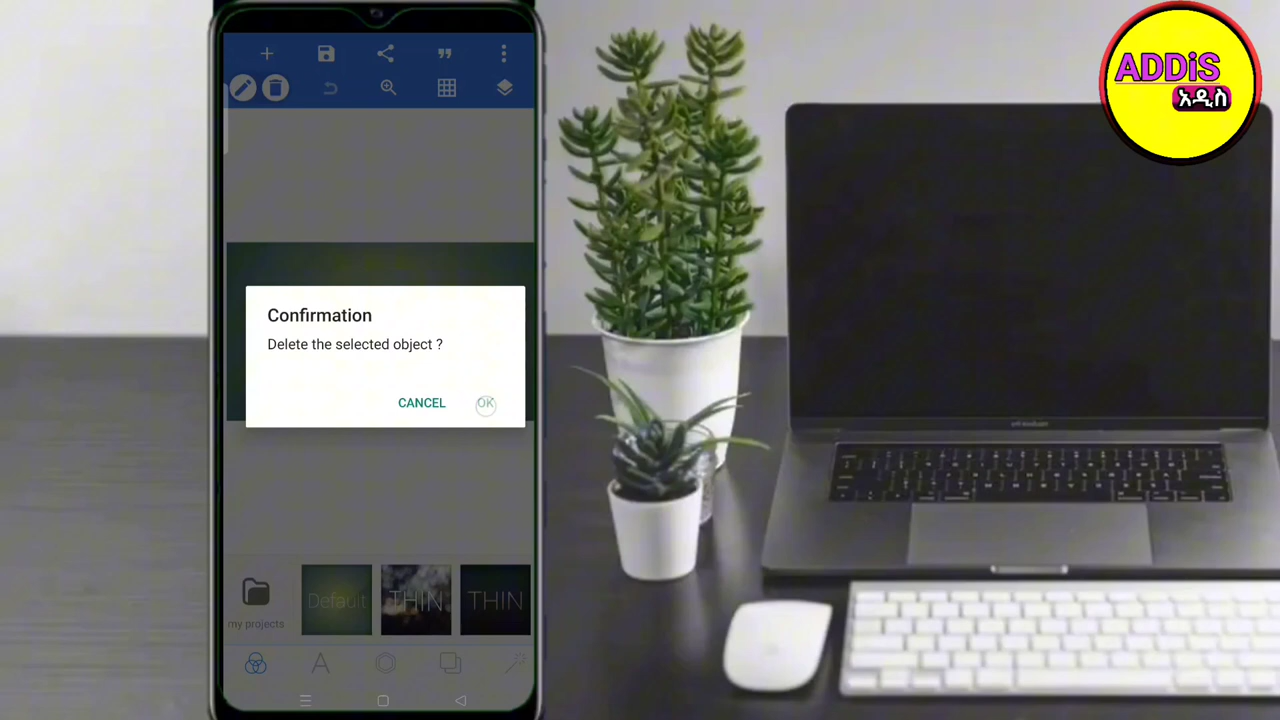 ADDiS
አዲስ
Confirmation
Delete the selected object ?
CANCEL
OK
Default
THIN
THIN
my projects